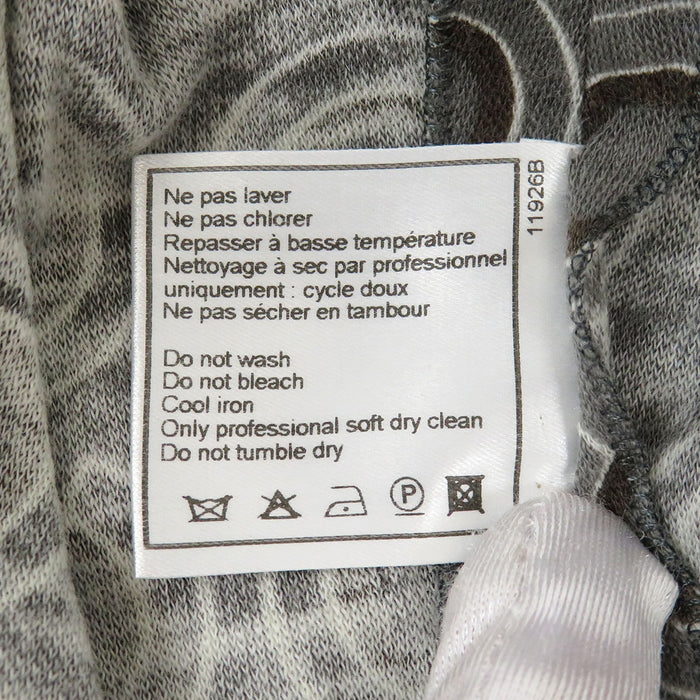 Ne pas laver
Ne pas chlorer
Repasser à basse température
Nettoyage à sec par professionnel
uniquement : cycle doux
Ne pas sécher en tambour
Do not wash
Do not bleach
Cool iron
Only professional soft dry clean
Do not tumble dry
P
11926B